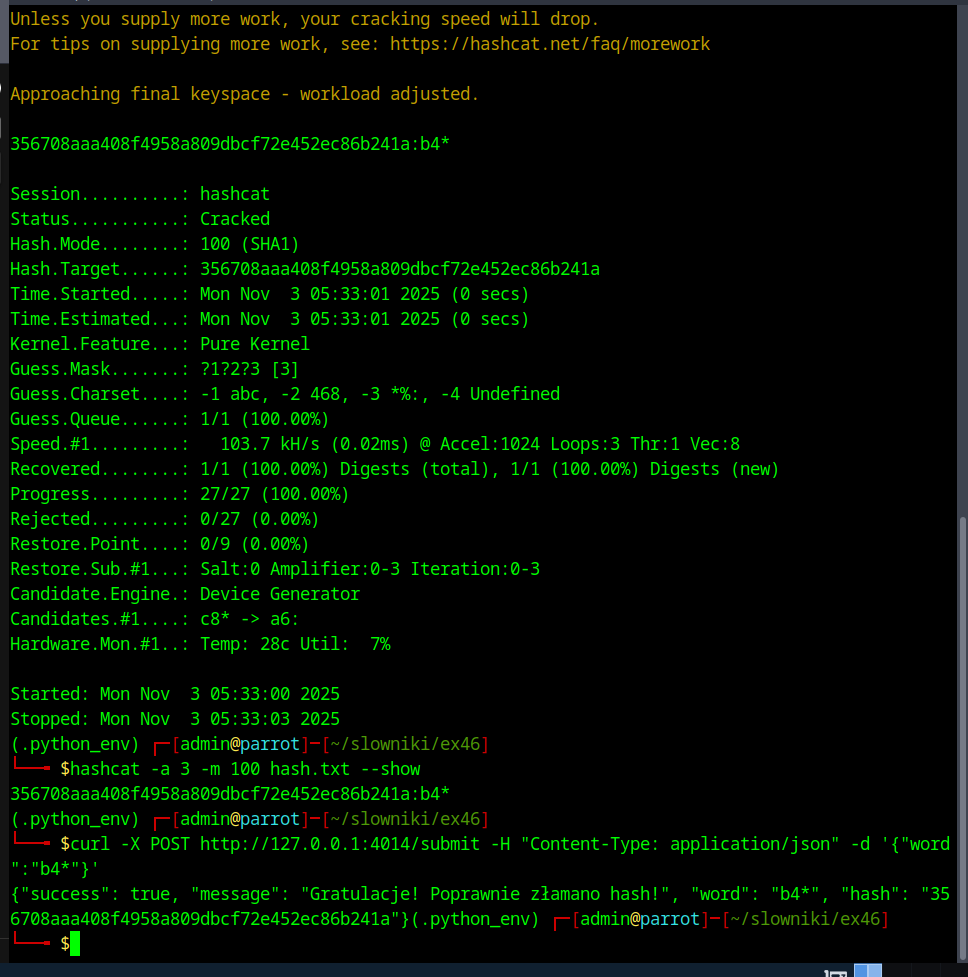 Unless you supply more work, your cracking speed will drop.
For tips on supplying more work, see: https://hashcat.net/faq/morework
Approaching final keyspace - workload adjusted.
356708aaa408f4958a809dbcf72e452ec86b241a:b4*
Session..........: hashcat
Status...........: Cracked
Hash.Mode........: 100 (SHA1)
Hash.Target......: 356708aaa408f4958a809dbcf72e452ec86b241a
Time.Started.....: Mon Nov  3 05:33:01 2025 (0 secs)
Time.Estimated...: Mon Nov  3 05:33:01 2025 (0 secs)
Kernel.Feature...: Pure Kernel
Guess.Mask.......: ?1?2?3 [3]
Guess.Charset....: -1 abc, -2 468, -3 *%:, -4 Undefined
Guess.Queue......: 1/1 (100.00%)
Speed.#1.........:   103.7 kH/s (0.02ms) @ Accel:1024 Loops:3 Thr:1 Vec:8
Recovered........: 1/1 (100.00%) Digests (total), 1/1 (100.00%) Digests (new)
Progress.........: 27/27 (100.00%)
Rejected.........: 0/27 (0.00%)
Restore.Point....: 0/9 (0.00%)
Restore.Sub.#1...: Salt:0 Amplifier:0-3 Iteration:0-3
Candidate.Engine.: Device Generator
Candidates.#1....: c8* -> a6:
Hardware.Mon.#1..: Temp: 28c Util:  7%
Started: Mon Nov  3 05:33:00 2025
Stopped: Mon Nov  3 05:33:03 2025
(.python_env) ┌─[admin@parrot]─[~/slowniki/ex46]
└──╼ $hashcat -a 3 -m 100 hash.txt --show
356708aaa408f4958a809dbcf72e452ec86b241a:b4*
(.python_env) ┌─[admin@parrot]─[~/slowniki/ex46]
└──╼ $curl -X POST http://127.0.0.1:4014/submit -H "Content-Type: application/json" -d '{"word
":"b4*"}'
{"success": true, "message": "Gratulacje! Poprawnie złamano hash!", "word": "b4*", "hash": "35
6708aaa408f4958a809dbcf72e452ec86b241a"}(.python_env) ┌─[admin@parrot]─[~/slowniki/ex46]
└──╼ $